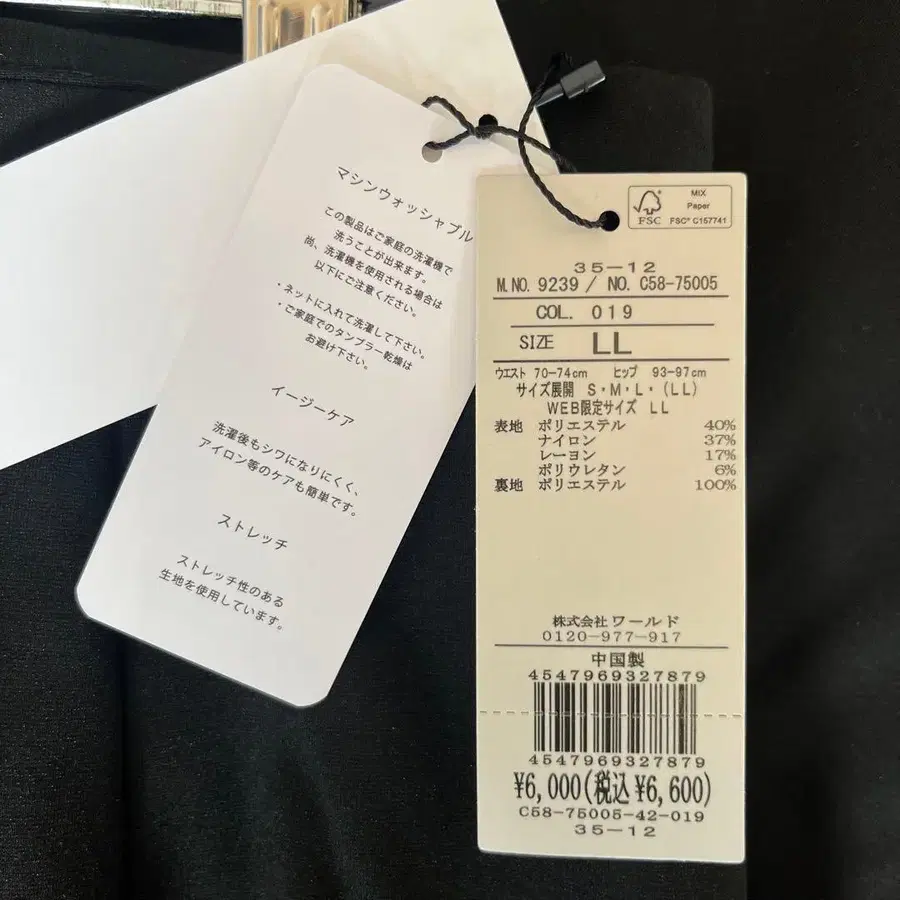 マシンウォッシャブル
この製品はご家庭の洗濯機で
洗うことが出来ます。
尚、洗濯機を使用される場合は
以下にご注意ください。
・ネットに入れて洗濯して下さい。
・ご家庭でのタンブラー乾燥は
お避け下さい。
イージーケア
洗濯後もシワになりにくく、
アイロン等のケアも簡単です。
ストレッチ
ストレッチ性のある
生地を使用しています。
FSC
MIX
Paper
FSC® C157741
35-12
M.NO. 9239 / NO. C58-75005
COL. 019
SIZE LL
ウエスト 70-74cm ヒップ 93-97cm
サイズ展開 S・M・L・(LL)
WEB限定サイズ LL
表地 ポリエステル 40%
ナイロン 37%
レーヨン 17%
ポリウレタン 6%
裏地 ポリエステル 100%
株式会社 ワールド
0120-977-917
中国製
4547969327879
4547969327879
¥6,000(税込¥6,600)
C58-75005-42-019
35-12